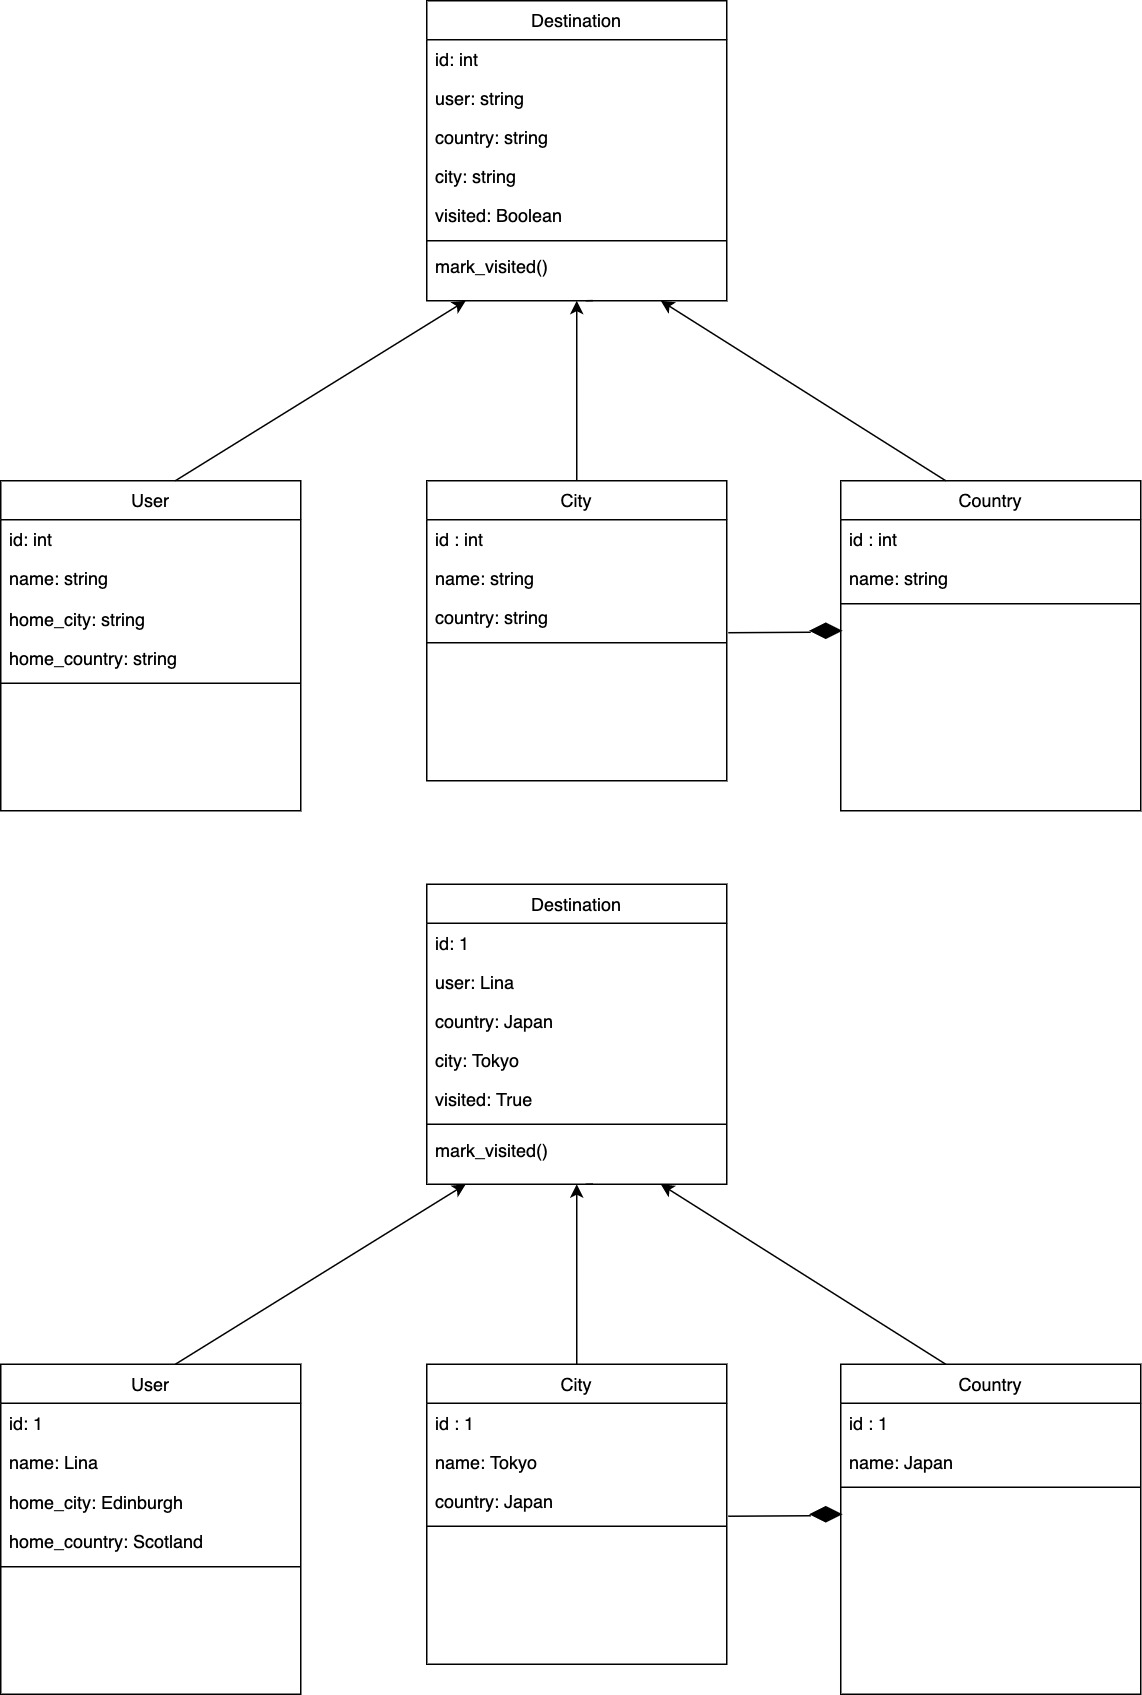 Destination
id: int
user: string
country: string
city: string
visited: Boolean
mark_visited()
User
id: int
name: string
home_city: string
home_country: string
City
id : int
name: string
country: string
Country
id : int
name: string
Destination
id: 1
user: Lina
country: Japan
city: Tokyo
visited: True
mark_visited()
User
id: 1
name: Lina
home_city: Edinburgh
home_country: Scotland
City
id : 1
name: Tokyo
country: Japan
Country
id : 1
name: Japan